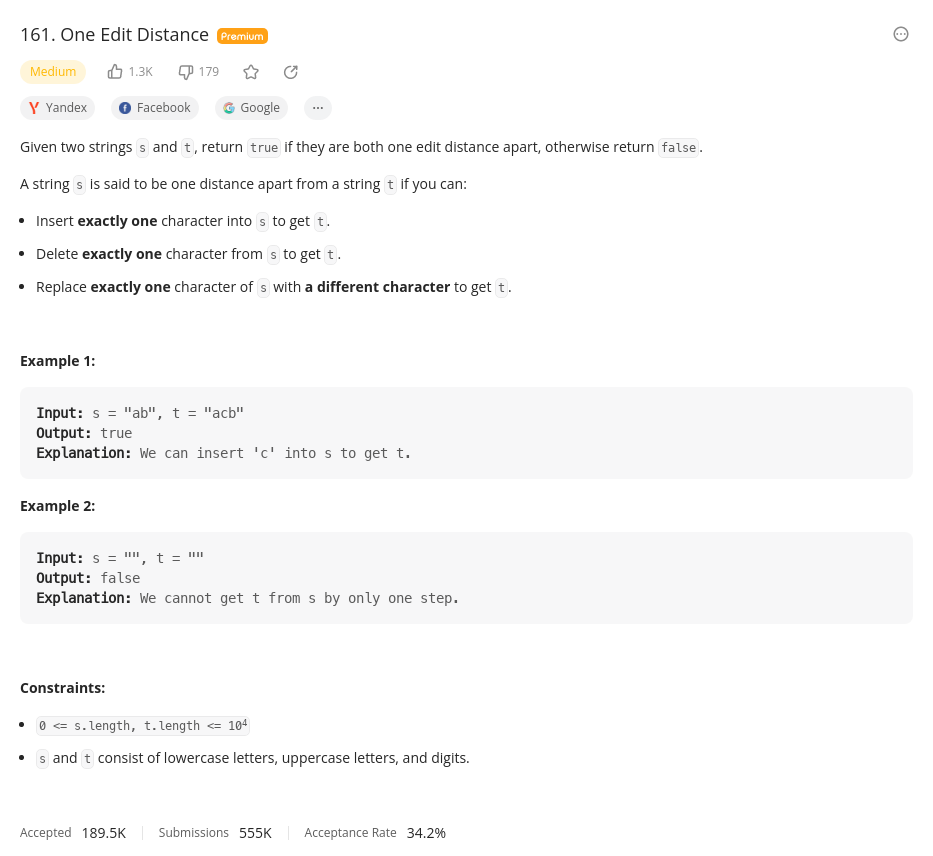 161. One Edit Distance Premium
Medium 1.3K 179
Yandex Facebook Google ...
Given two strings s and t, return true if they are both one edit distance apart, otherwise return false.
A string s is said to be one distance apart from a string t if you can:
• Insert exactly one character into s to get t.
• Delete exactly one character from s to get t.
• Replace exactly one character of s with a different character to get t.
Example 1:
Input: s = "ab", t = "acb"
Output: true
Explanation: We can insert 'c' into s to get t.
Example 2:
Input: s = "", t = ""
Output: false
Explanation: We cannot get t from s by only one step.
Constraints:
• 0 <= s.length, t.length <= 10⁴
• s and t consist of lowercase letters, uppercase letters, and digits.
Accepted 189.5K Submissions 555K Acceptance Rate 34.2%